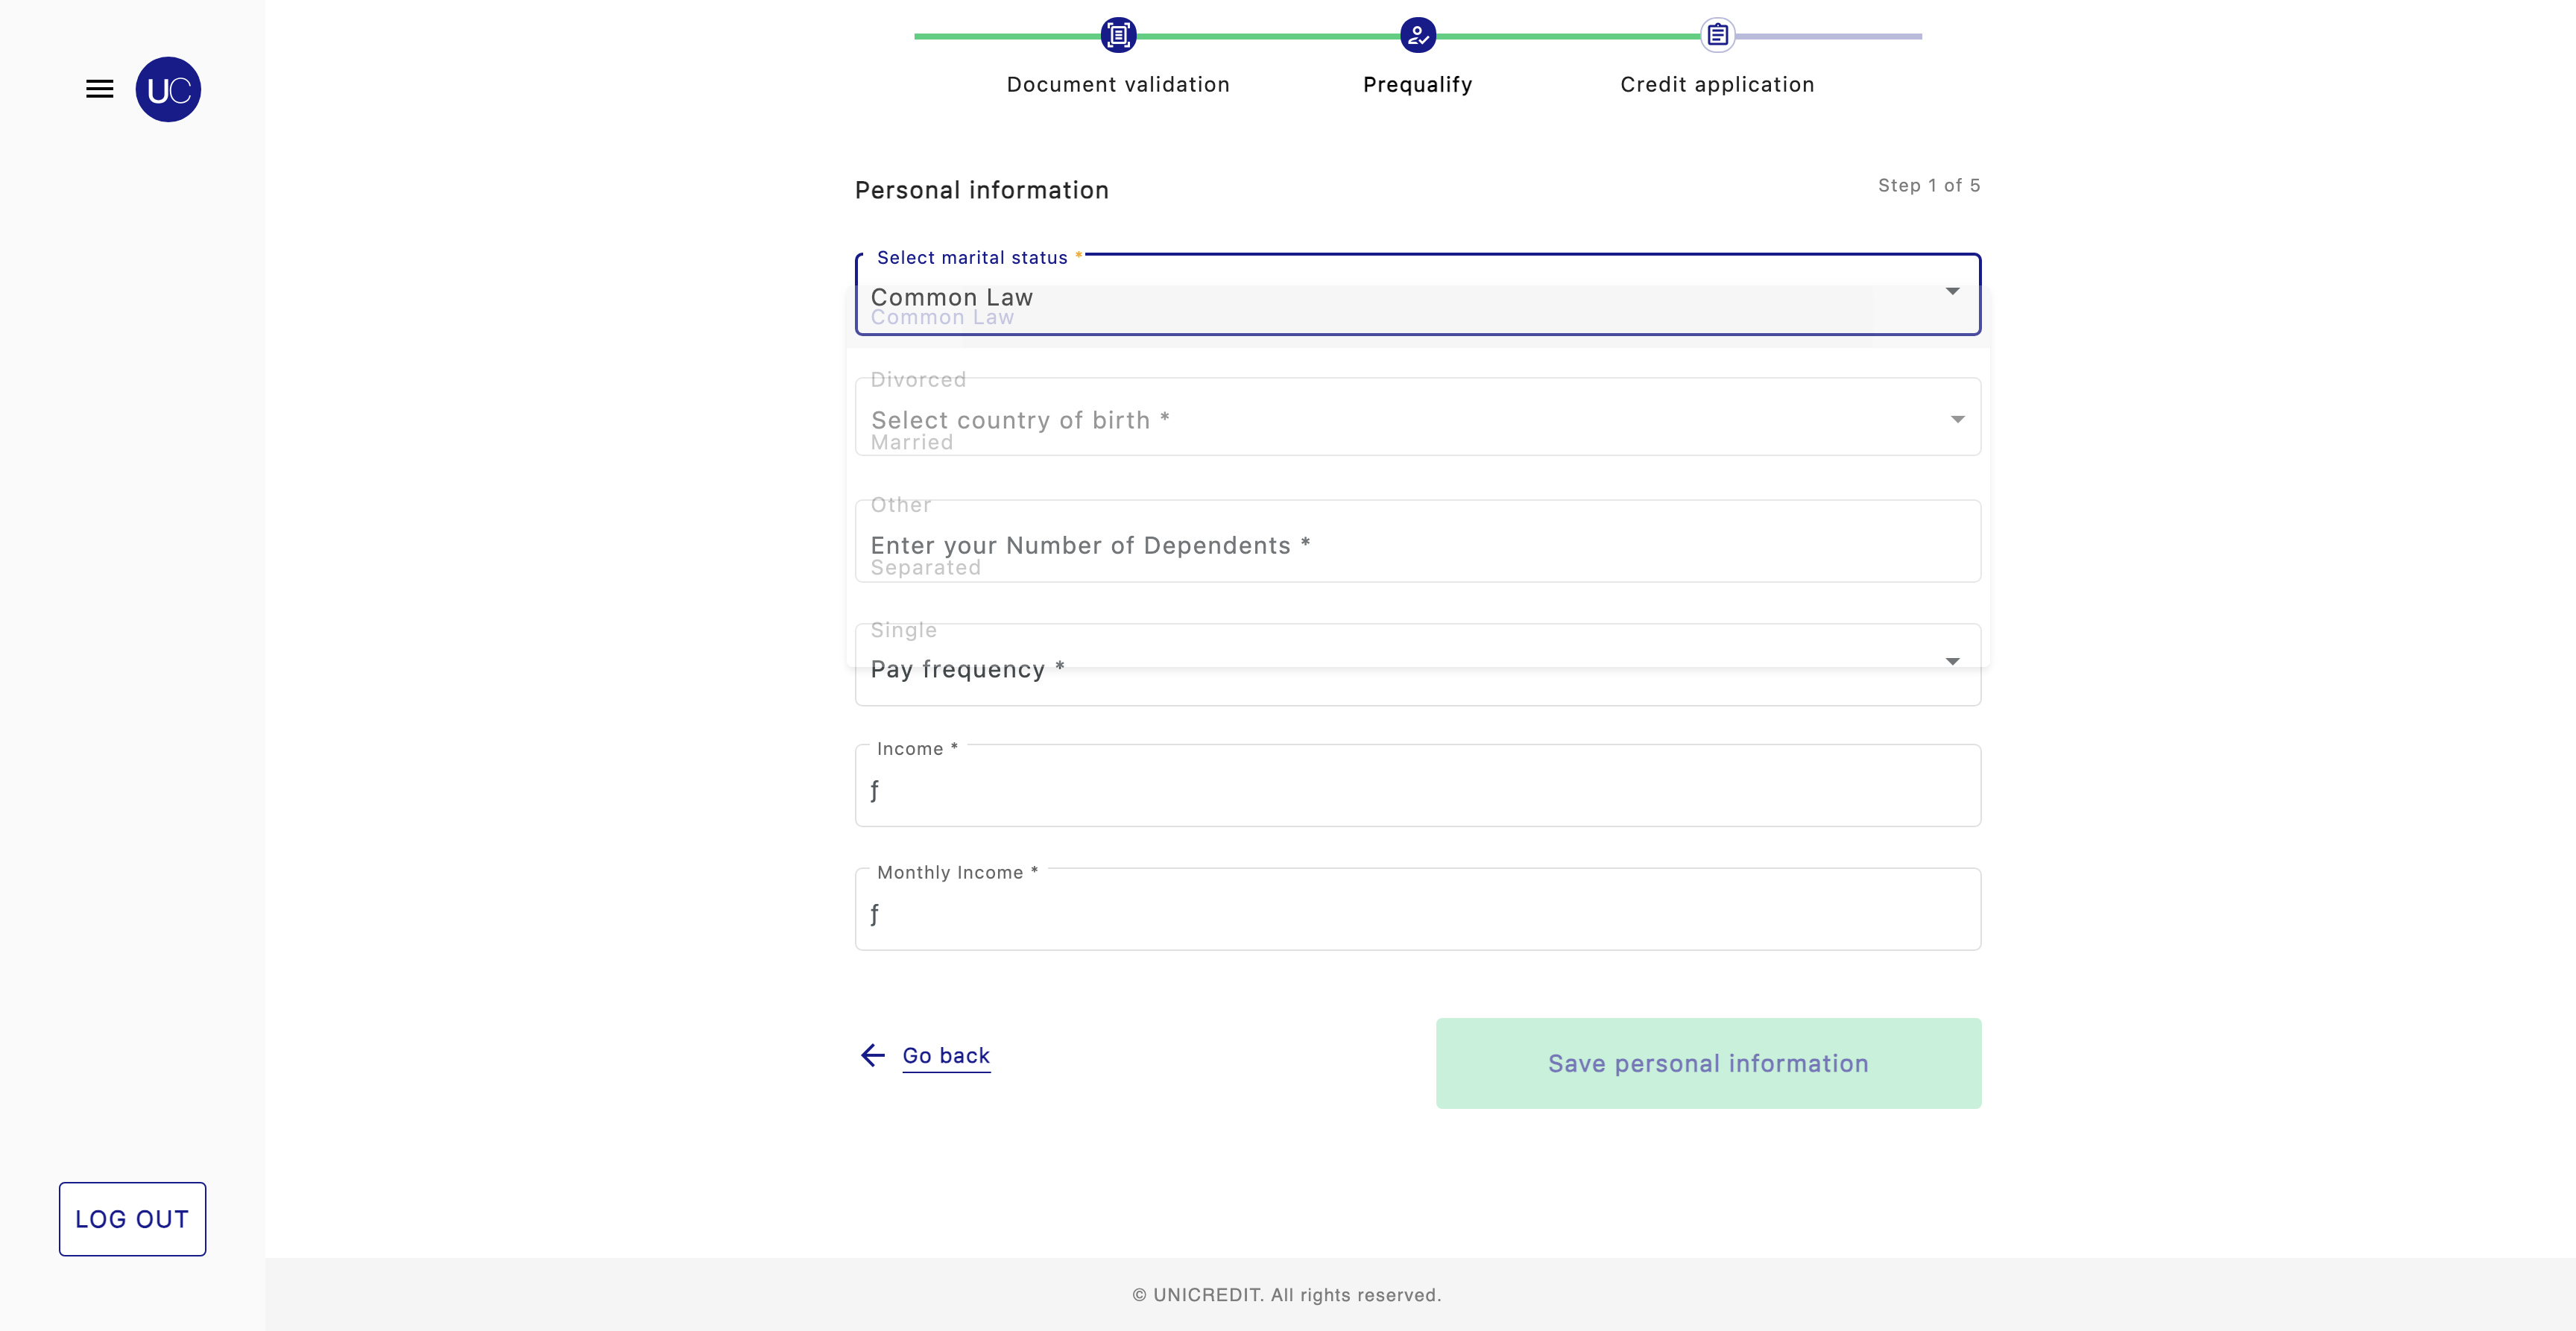 Document validation
Prequalify
Credit application
UC
Personal information
Step 1 of 5
Select marital status *
Common Law
Common Law
Divorced
Select country of birth *
Married
Other
Enter your Number of Dependents *
Separated
Single
Pay frequency *
Income *
ƒ
Monthly Income *
ƒ
Go back
Save personal information
LOG OUT
© UNICREDIT. All rights reserved.